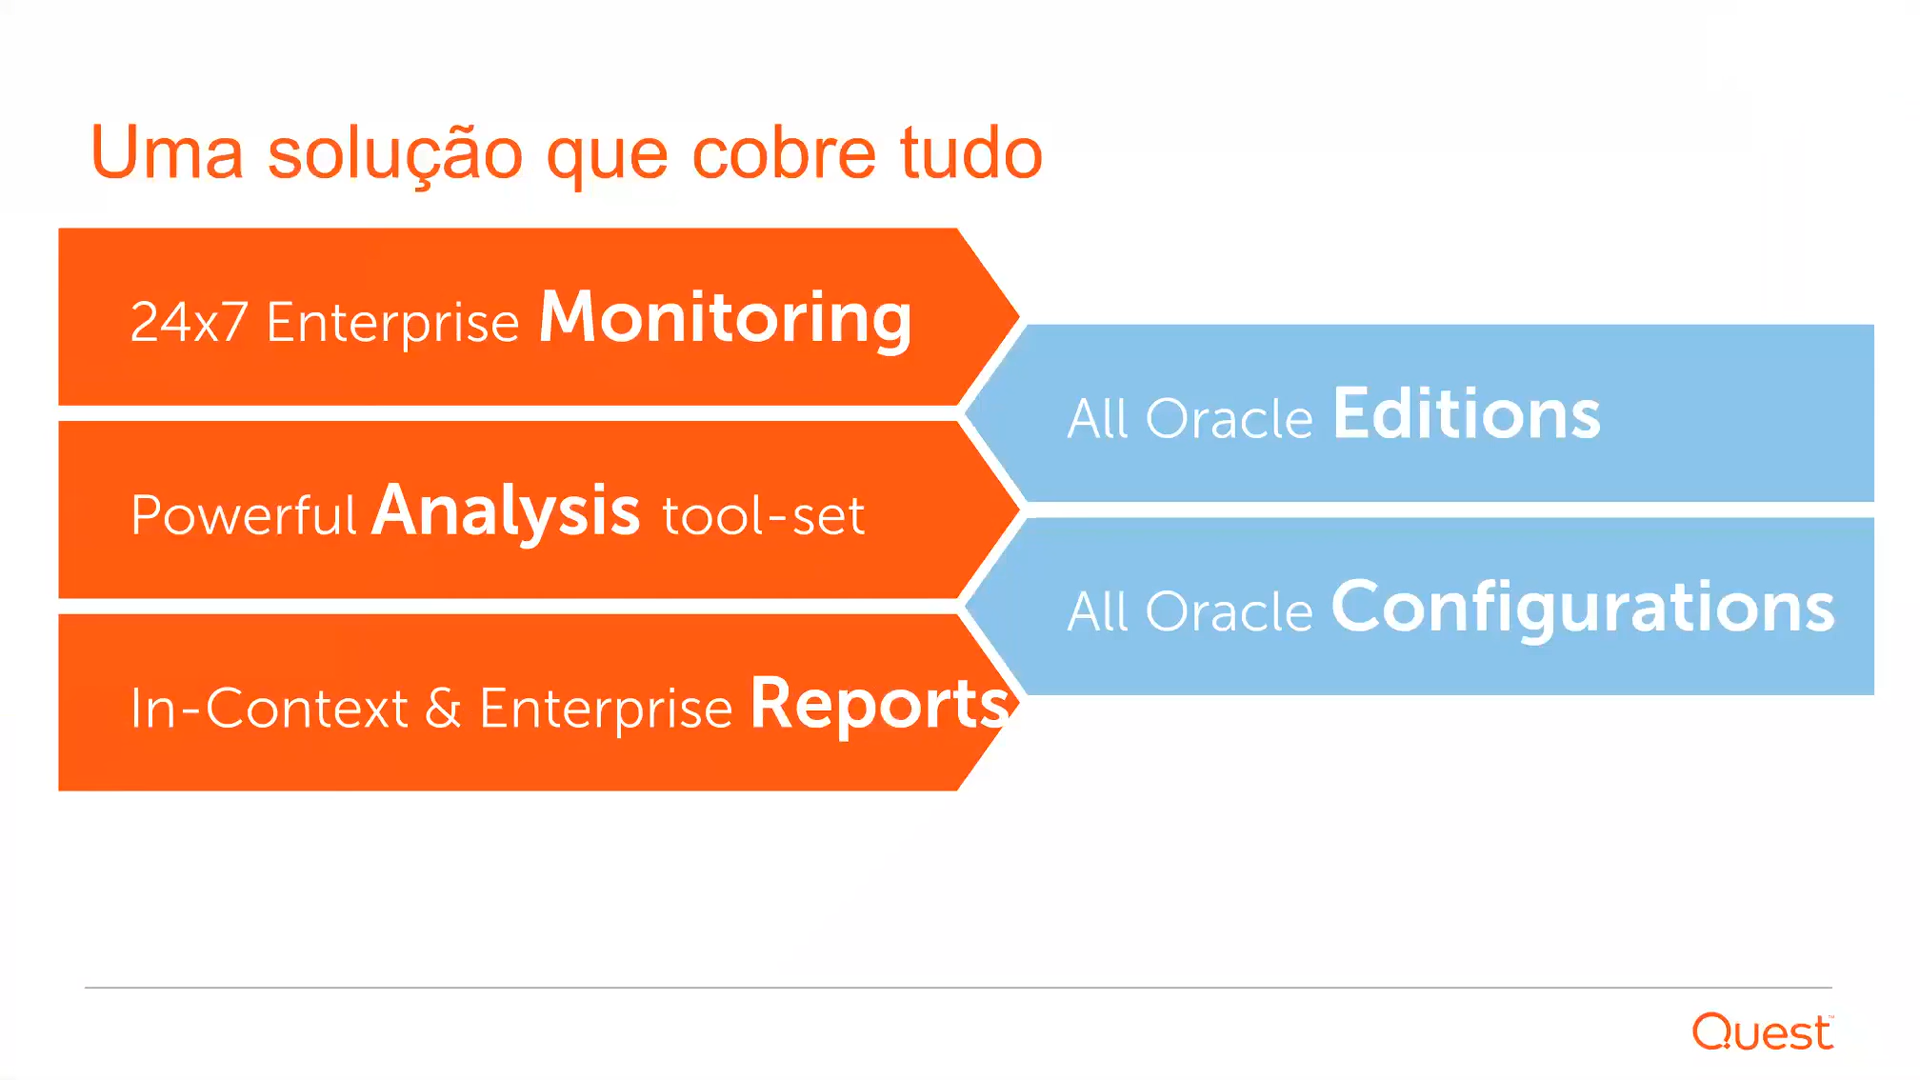 Uma solução que cobre tudo
24x7 Enterprise Monitoring
Powerful Analysis tool-set
In-Context & Enterprise Reports
All Oracle Editions
All Oracle Configurations
Quest™